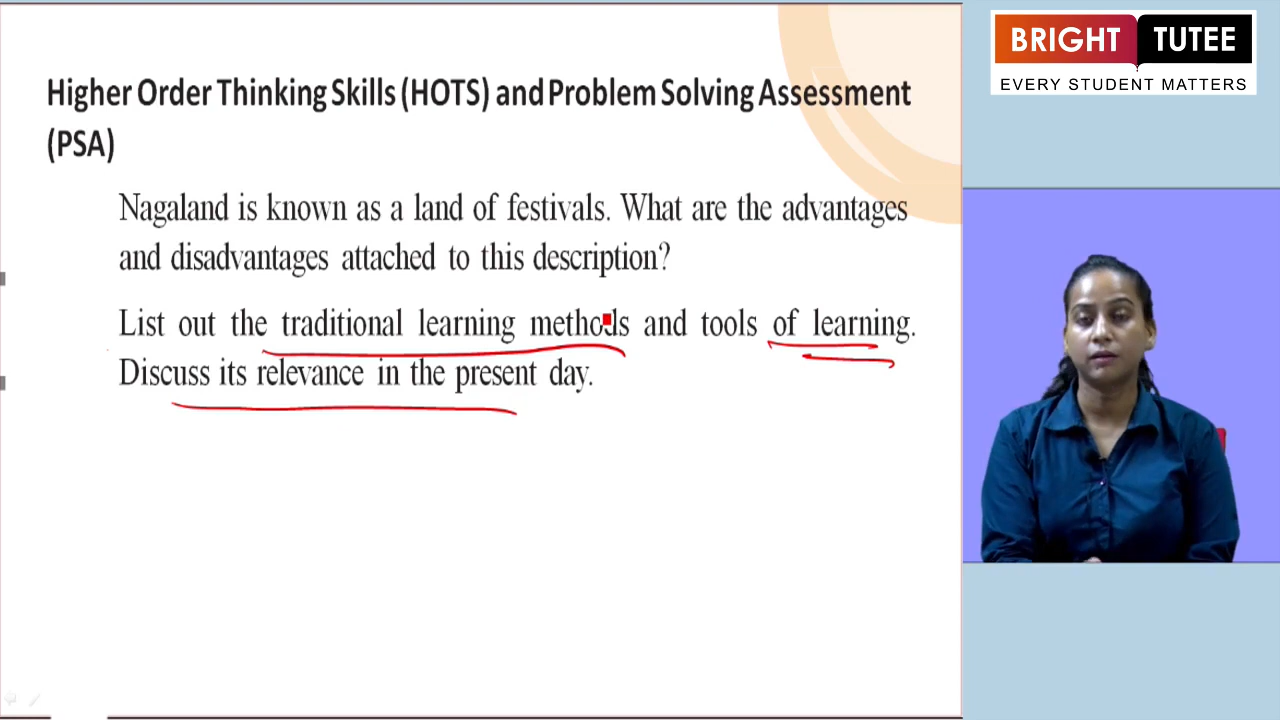 BRIGHT TUTEE
EVERY STUDENT MATTERS
Higher Order Thinking Skills (HOTS) and Problem Solving Assessment
(PSA)
Nagaland is known as a land of festivals. What are the advantages
and disadvantages attached to this description?
List out the traditional learning methods and tools of learning.
Discuss its relevance in the present day.